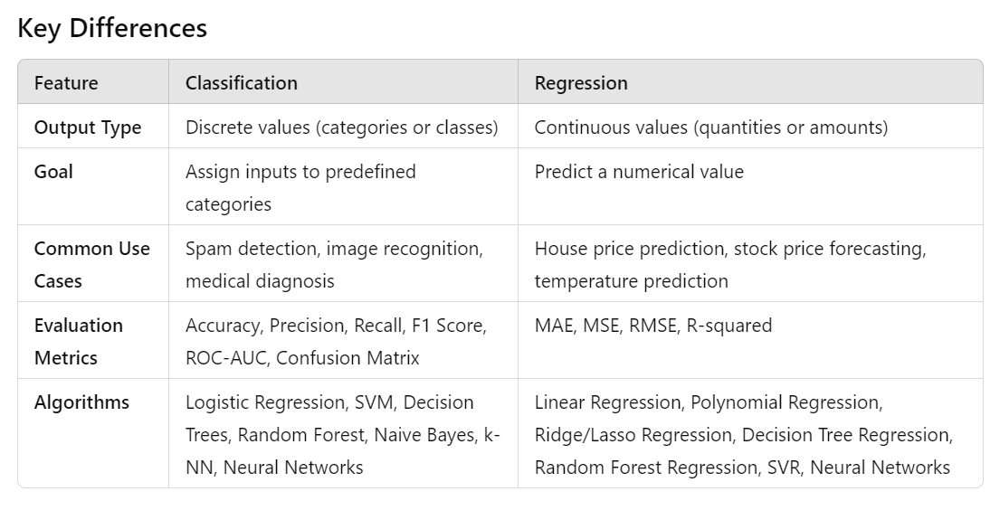 Key Differences
Feature Classification Regression
Output Type Discrete values (categories or classes) Continuous values (quantities or amounts)
Goal Assign inputs to predefined Predict a numerical value
categories
Common Use Spam detection, image recognition, House price prediction, stock price forecasting,
Cases medical diagnosis temperature prediction
Evaluation Accuracy, Precision, Recall, F1 Score, MAE, MSE, RMSE, R-squared
Metrics ROC-AUC, Confusion Matrix
Algorithms Logistic Regression, SVM, Decision Linear Regression, Polynomial Regression,
Trees, Random Forest, Naive Bayes, k- Ridge/Lasso Regression, Decision Tree Regression,
NN, Neural Networks Random Forest Regression, SVR, Neural Networks